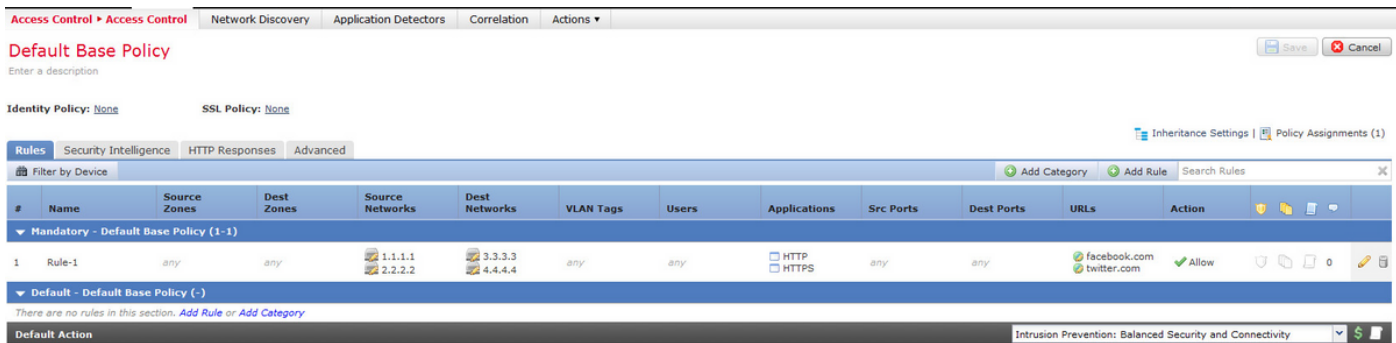 Access Control ▸ Access Control Network Discovery Application Detectors Correlation Actions ▾
Default Base Policy Save Cancel
Enter a description
Identity Policy: None SSL Policy: None
Inheritance Settings | Policy Assignments (1)
Rules Security Intelligence HTTP Responses Advanced
Filter by Device Add Category Add Rule Search Rules
# Name Source Zones Dest Zones Source Networks Dest Networks VLAN Tags Users Applications Src Ports Dest Ports URLs Action
Mandatory - Default Base Policy (1-1)
1 Rule-1 any any 1.1.1.1 3.3.3.3 any any HTTP any any facebook.com Allow 0
2.2.2.2 4.4.4.4 HTTPS twitter.com
Default - Default Base Policy (-)
There are no rules in this section. Add Rule or Add Category
Default Action Intrusion Prevention: Balanced Security and Connectivity $